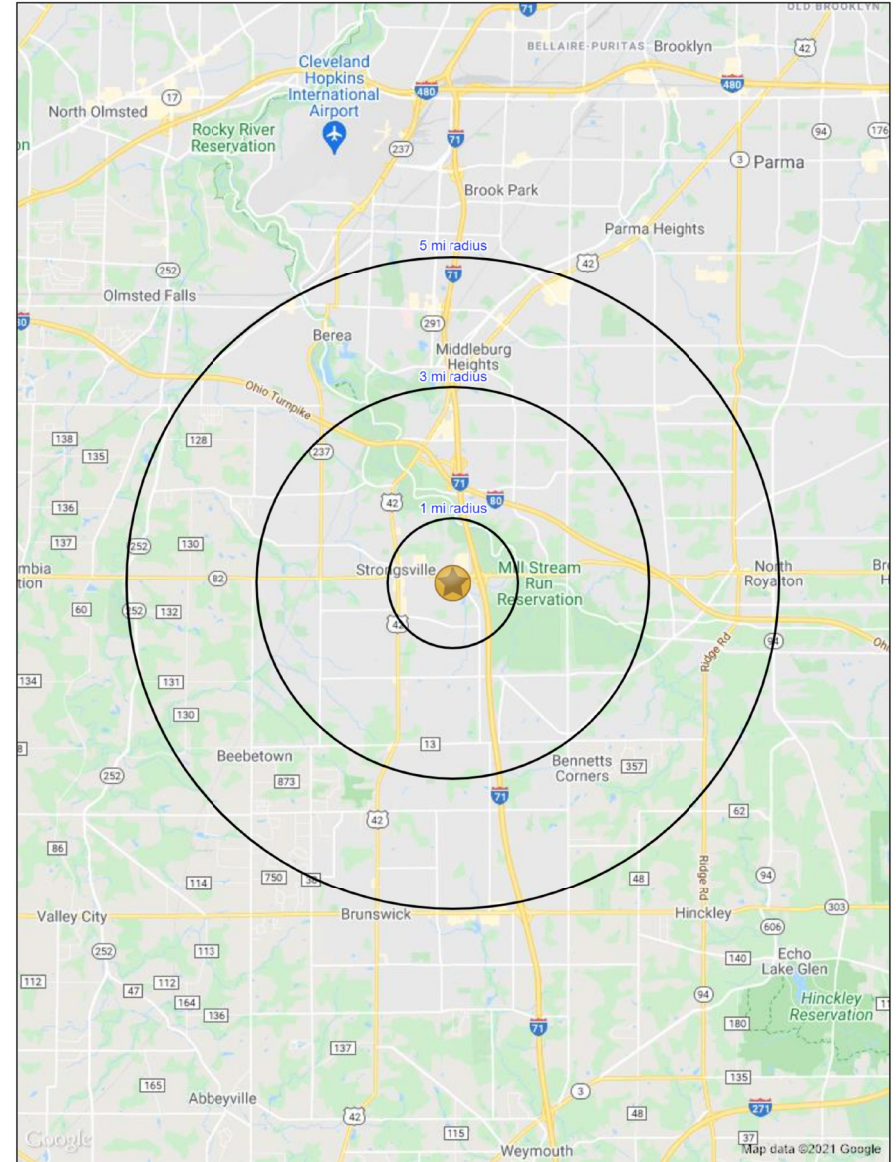 71
OLD BROOKLYN
BELLAIRE-PURITAS
Brooklyn
42
Cleveland
Hopkins
International
Airport
480
480
17
North Olmsted
Rocky River
Reservation
237
71
94
176
3
Parma
Brook Park
Parma Heights
5 mi radius
42
71
252
Olmsted Falls
291
Berea
Middleburg
Heights
3 mi radius
Ohio Turnpike
138
128
135
237
71
80
42
136
1 mi radius
137
252
130
Strongsville
Mill Stream
Run
Reservation
North
Royalton
82
60
252
132
42
94
Ridge Rd
134
131
130
13
Beebetown
Bennetts
Corners
357
252
873
71
42
62
86
114
750
38
48
94
Ridge Rd
Valley City
Brunswick
Hinckley
303
606
252
113
140
Echo
Lake Glen
112
112
47
164
94
Hinckley
Reservation
136
71
180
137
135
165
3
Abbeyville
48
271
42
115
37
Weymouth
Google
Map data ©2021 Google